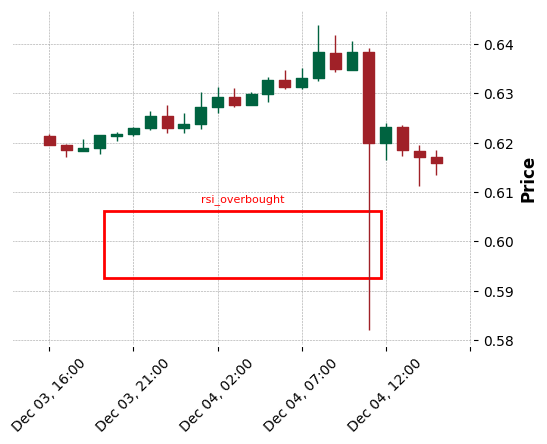 0.64
0.63
0.62
0.61
0.60
0.59
0.58
Price
rsi_overbought
Dec 03, 16:00
Dec 03, 21:00
Dec 04, 02:00
Dec 04, 07:00
Dec 04, 12:00